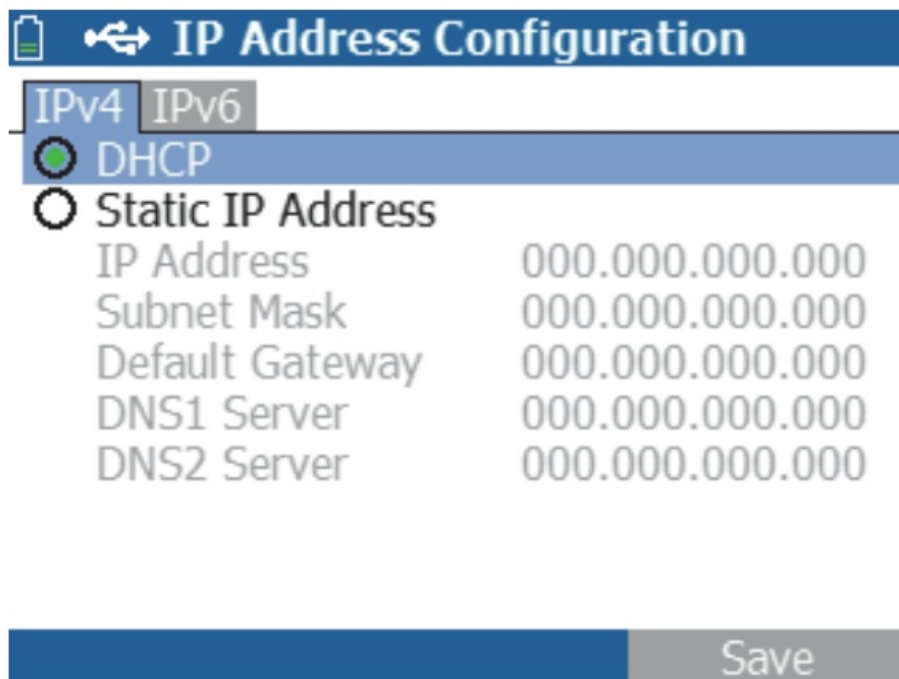 IP Address Configuration
IPv4 IPv6
DHCP
Static IP Address
IP Address 000.000.000.000
Subnet Mask 000.000.000.000
Default Gateway 000.000.000.000
DNS1 Server 000.000.000.000
DNS2 Server 000.000.000.000
Save